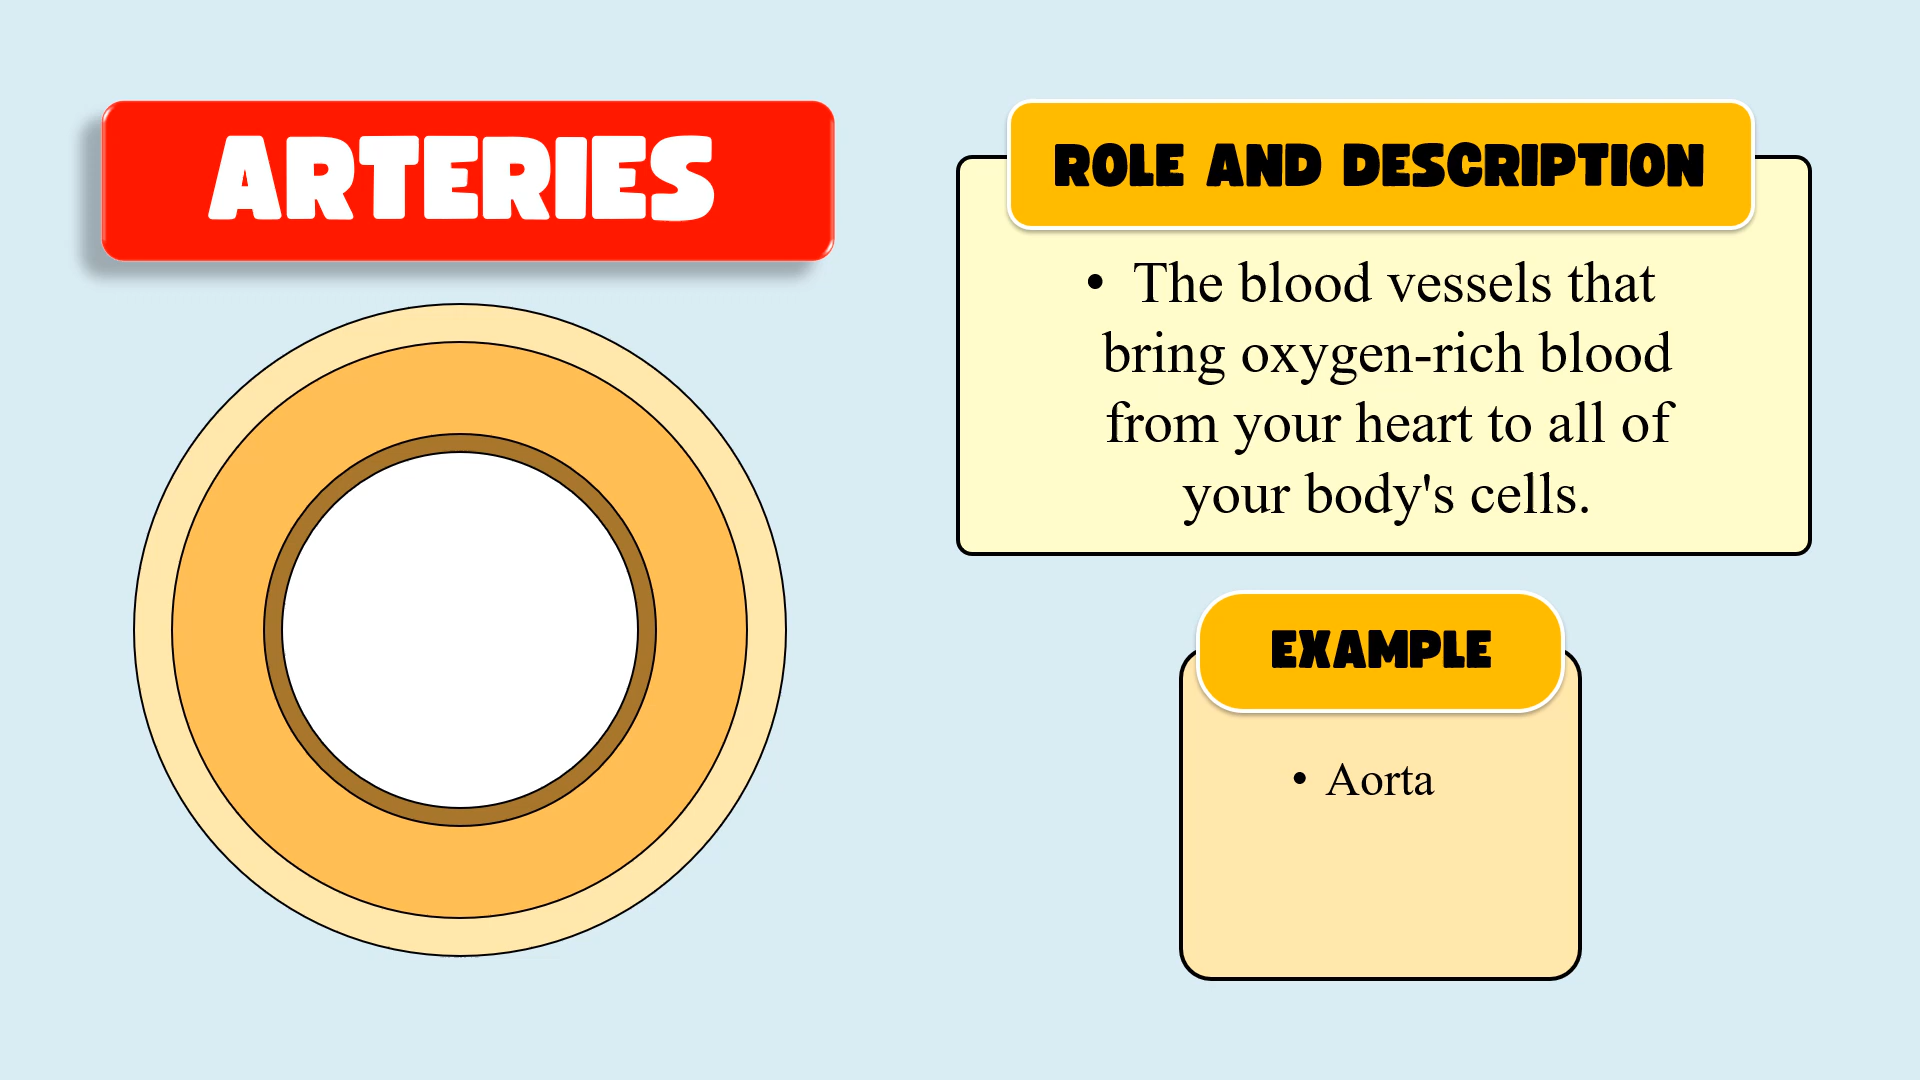 ARTERIES
ROLE AND DESCRIPTION
• The blood vessels that
bring oxygen-rich blood
from your heart to all of
your body's cells.
EXAMPLE
• Aorta